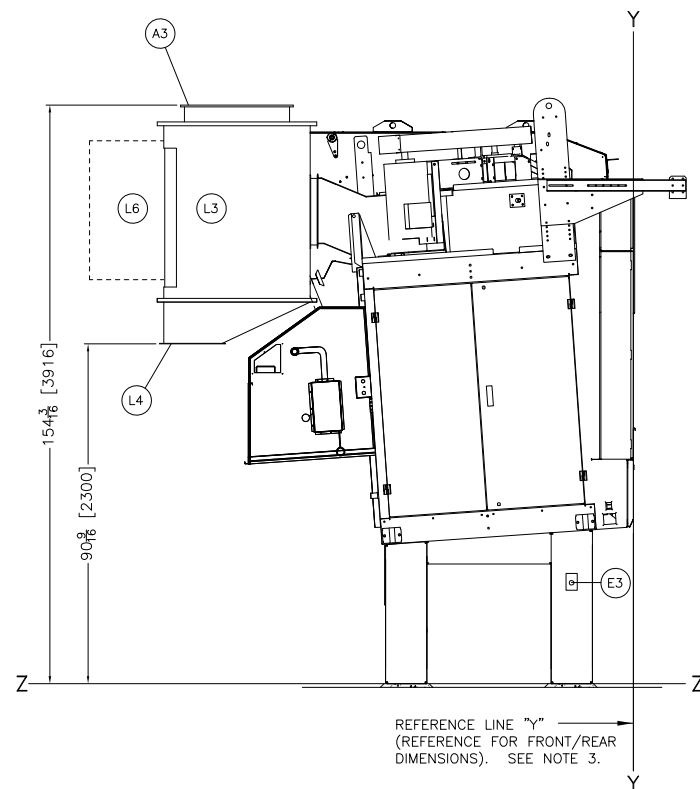 Y
A3
L6
L3
154 3/16 [3916]
L4
90 9/16 [2300]
E3
Z
Z
REFERENCE LINE "Y"
(REFERENCE FOR FRONT/REAR
DIMENSIONS). SEE NOTE 3.
Y